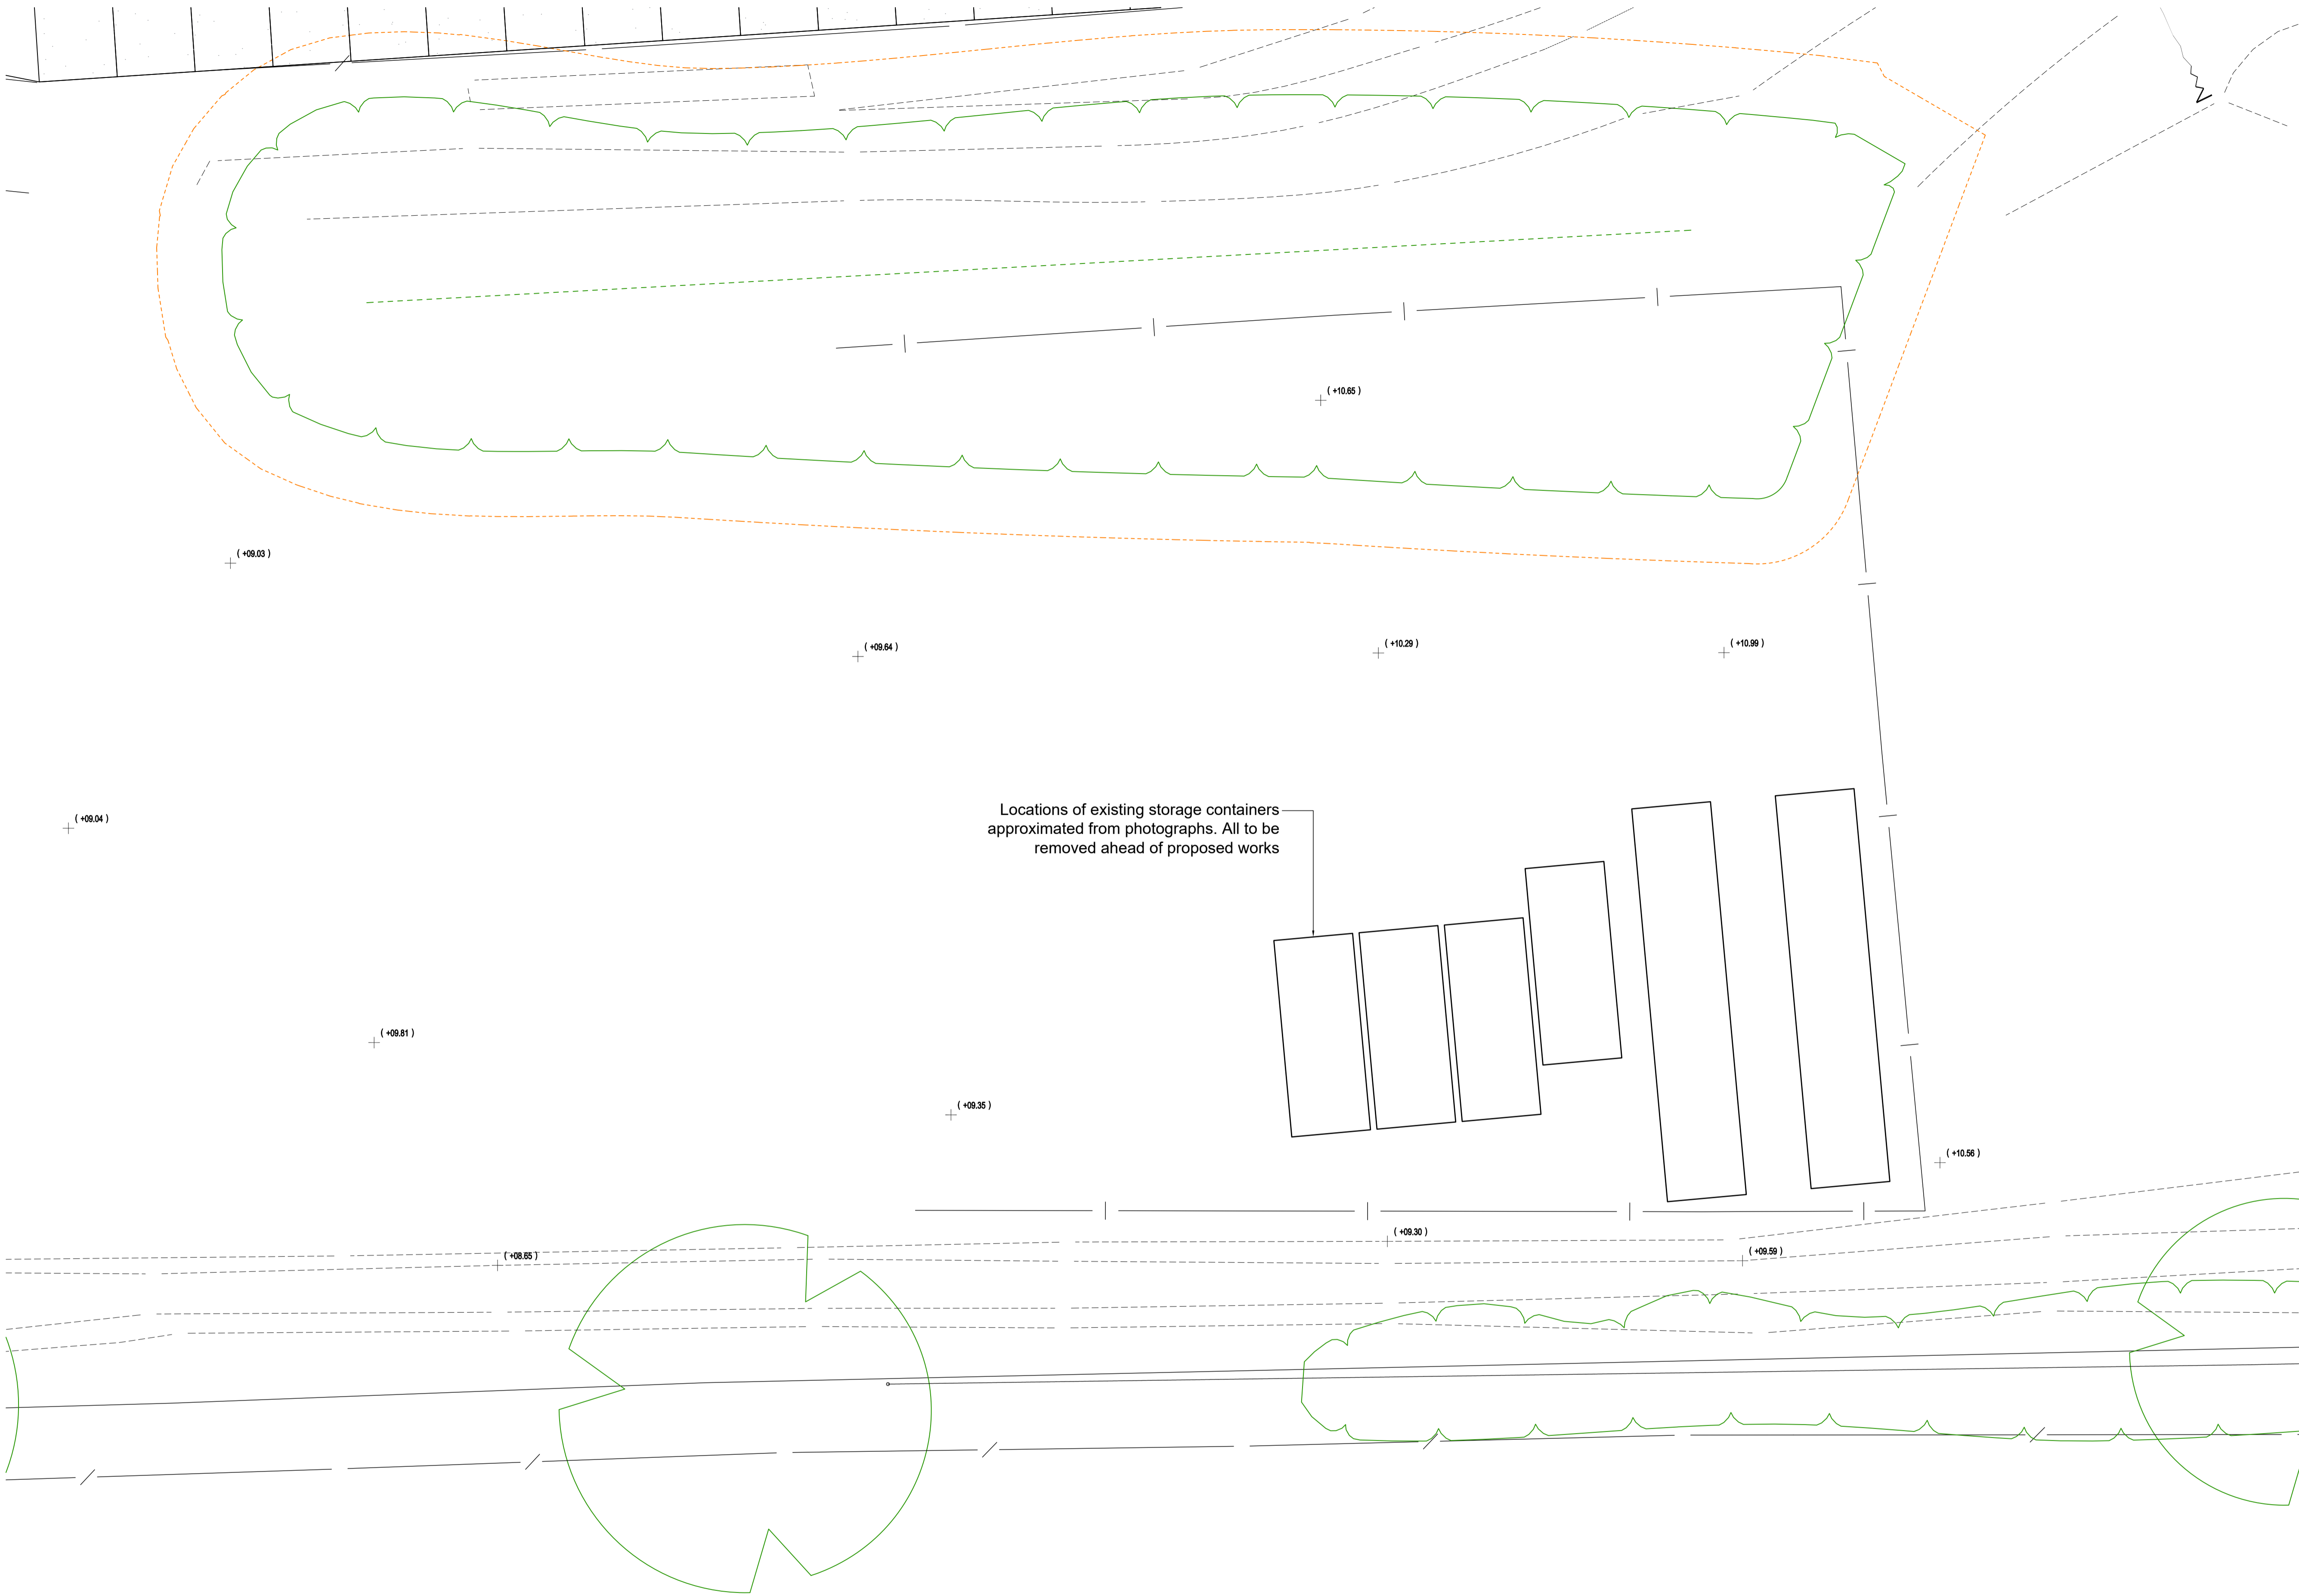 ( +10.65 )
( +09.03 )
( +09.64 )
( +10.29 )
( +10.99 )
Locations of existing storage containers
approximated from photographs. All to be
removed ahead of proposed works
( +09.04 )
( +09.81 )
( +09.35 )
( +10.56 )
( +09.30 )
( +09.59 )
( +08.65 )